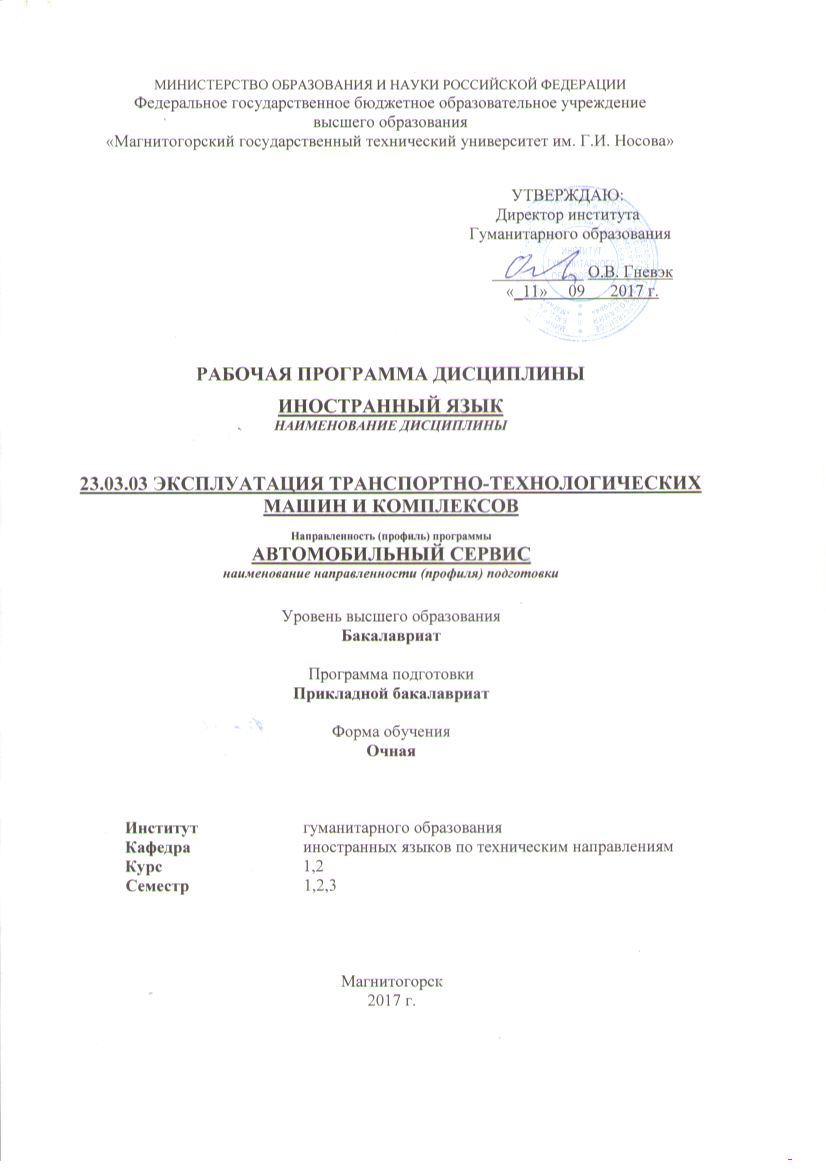 МИНИСТЕРСТВО ОБРАЗОВАНИЯ И НАУКИ РОССИЙСКОЙ ФЕДЕРАЦИИ
Федеральное государственное бюджетное образовательное учреждение
высшего образования
«Магнитогорский государственный технический университет им. Г.И. Носова»
УТВЕРЖДАЮ:
Директор института
Гуманитарного образования
О.В. Гневэк
«_11» 09 2017 г.
РАБОЧАЯ ПРОГРАММА ДИСЦИПЛИНЫ
ИНОСТРАННЫЙ ЯЗЫК
НАИМЕНОВАНИЕ ДИСЦИПЛИНЫ
23.03.03 ЭКСПЛУАТАЦИЯ ТРАНСПОРТНО-ТЕХНОЛОГИЧЕСКИХ
МАШИН И КОМПЛЕКСОВ
Направленность (профиль) программы
АВТОМОБИЛЬНЫЙ СЕРВИС
наименование направленности (профиля) подготовки
Уровень высшего образования
Бакалавриат
Программа подготовки
Прикладной бакалавриат
Форма обучения
Очная
Институт гуманитарного образования
Кафедра иностранных языков по техническим направлениям
Курс 1,2
Семестр 1,2,3
Магнитогорск
2017 г.